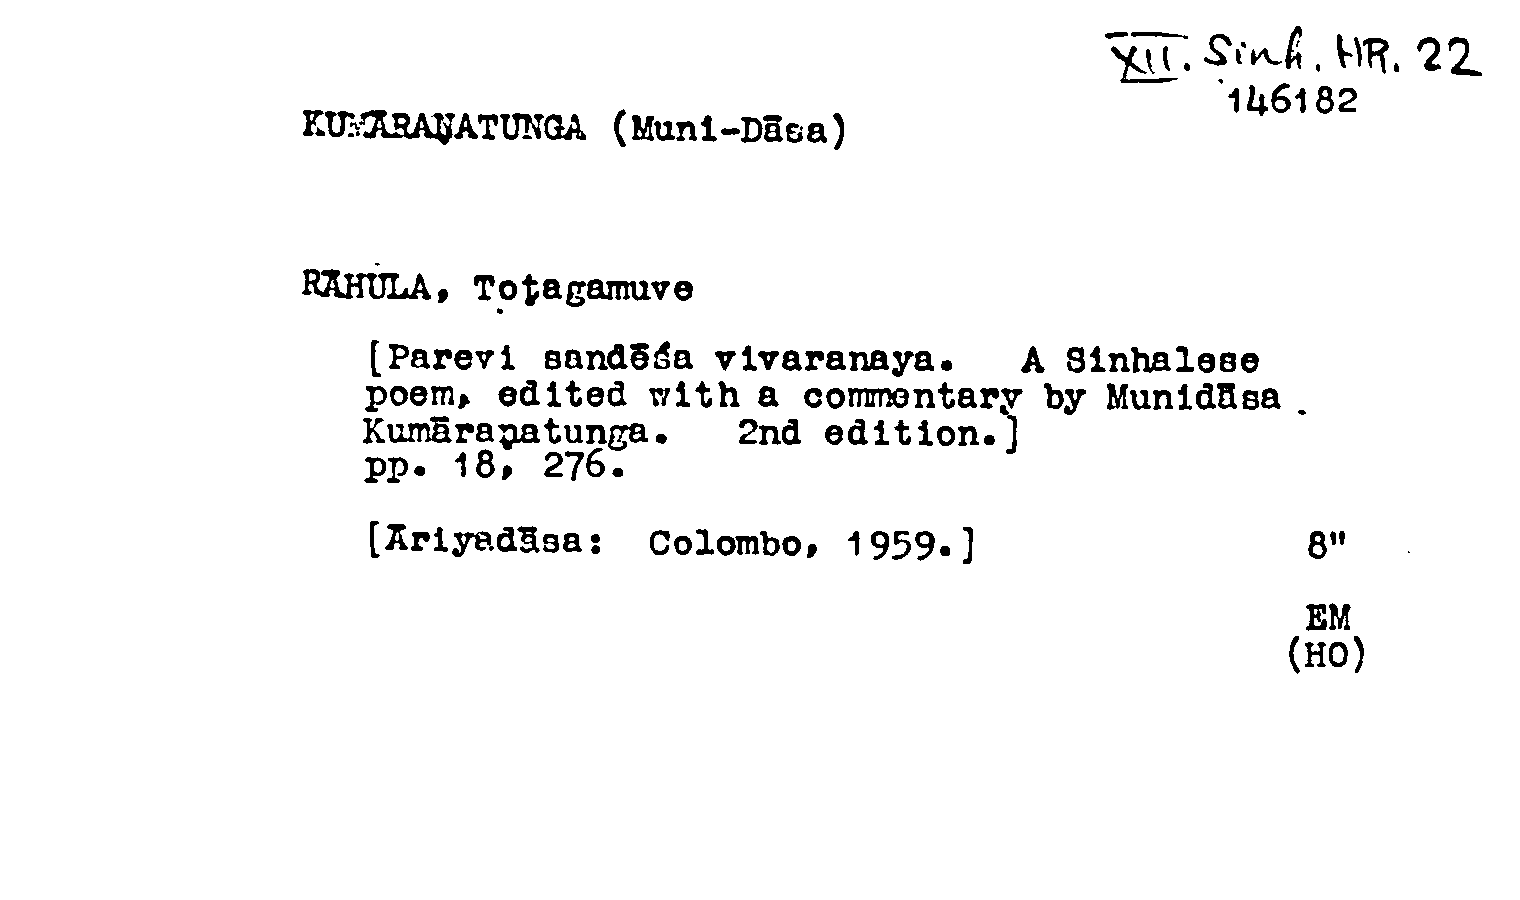 XII. Sinh. HR. 22
146182
KUMĀRAṆATUNGA (Muni-Dāsa)
RĀHULA, Toṭagamuve
[Parevi sandēśa vivaranaya. A Sinhalese
poem, edited with a commentary by Munidāsa
Kumāraṇatunga. 2nd edition.]
pp. 18, 276.
[Āriyadāsa: Colombo, 1959.] 8"
EM
(HO)